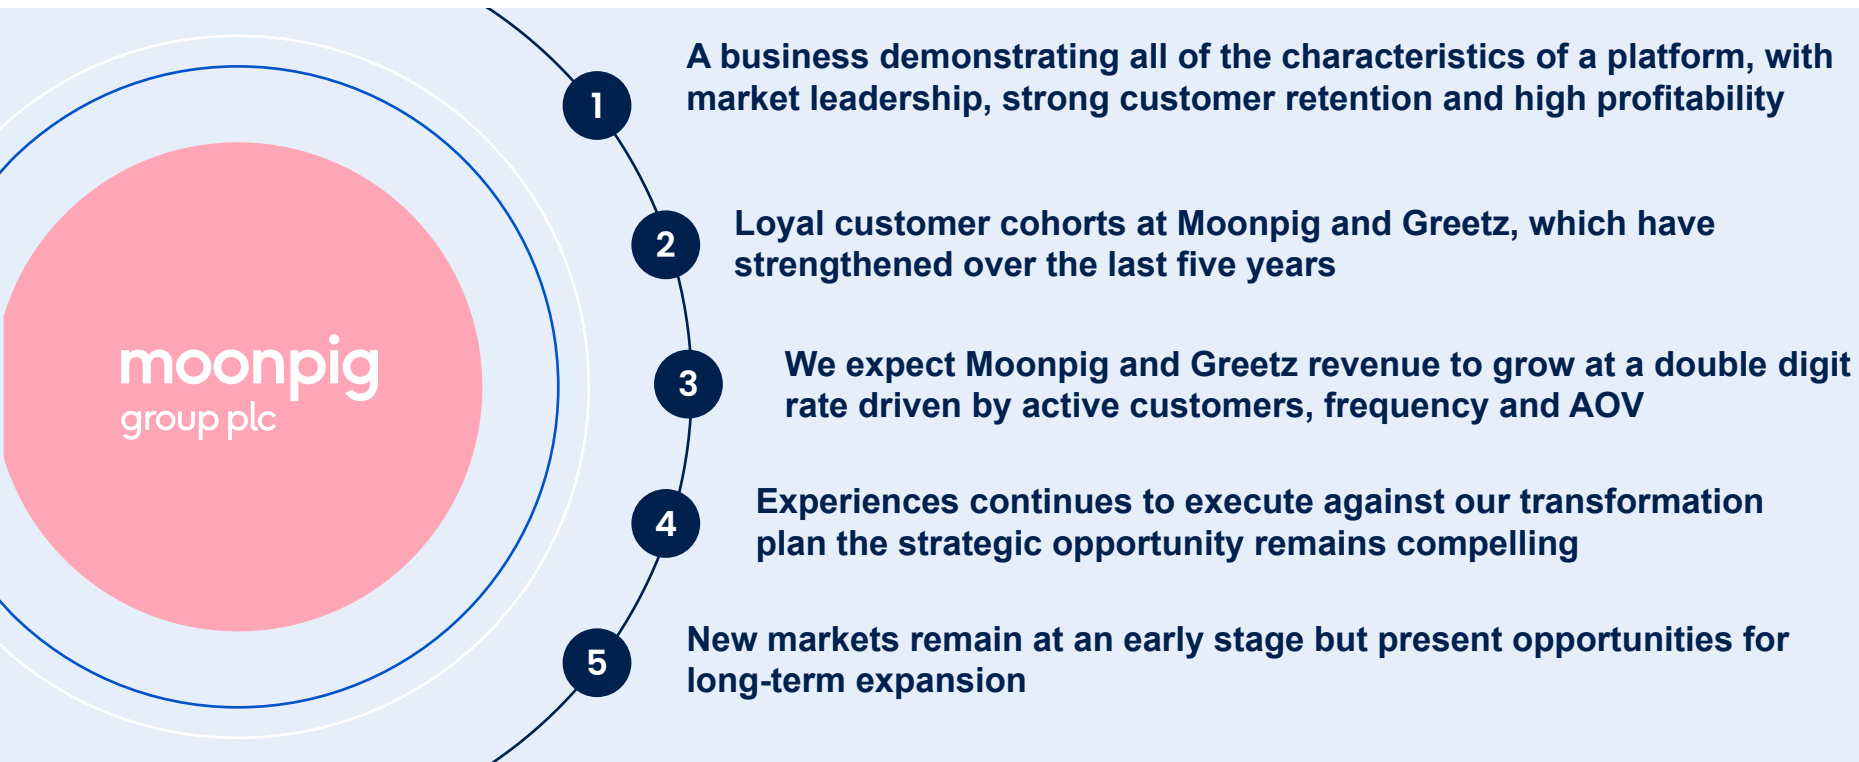 1
A business demonstrating all of the characteristics of a platform, with
market leadership, strong customer retention and high profitability
2
Loyal customer cohorts at Moonpig and Greetz, which have
strengthened over the last five years
moonpig
group plc
3
We expect Moonpig and Greetz revenue to grow at a double digit
rate driven by active customers, frequency and AOV
4
Experiences continues to execute against our transformation
plan the strategic opportunity remains compelling
5
New markets remain at an early stage but present opportunities for
long-term expansion